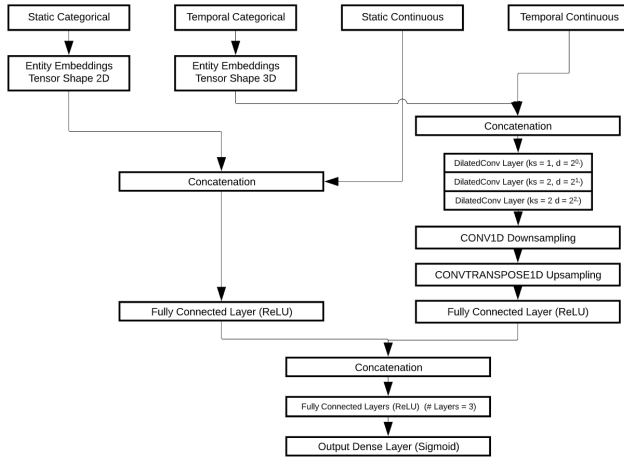 Static Categorical
Temporal Categorical
Static Continuous
Temporal Continuous
Entity Embeddings
Tensor Shape 2D
Entity Embeddings
Tensor Shape 3D
Concatenation
DilatedConv Layer (ks = 1, d = 2⁰·)
DilatedConv Layer (ks = 2, d = 2¹·)
DilatedConv Layer (ks = 2 d = 2²·)
Concatenation
CONV1D Downsampling
CONVTRANSPOSE1D Upsampling
Fully Connected Layer (ReLU)
Fully Connected Layer (ReLU)
Concatenation
Fully Connected Layers (ReLU) (# Layers = 3)
Output Dense Layer (Sigmoid)